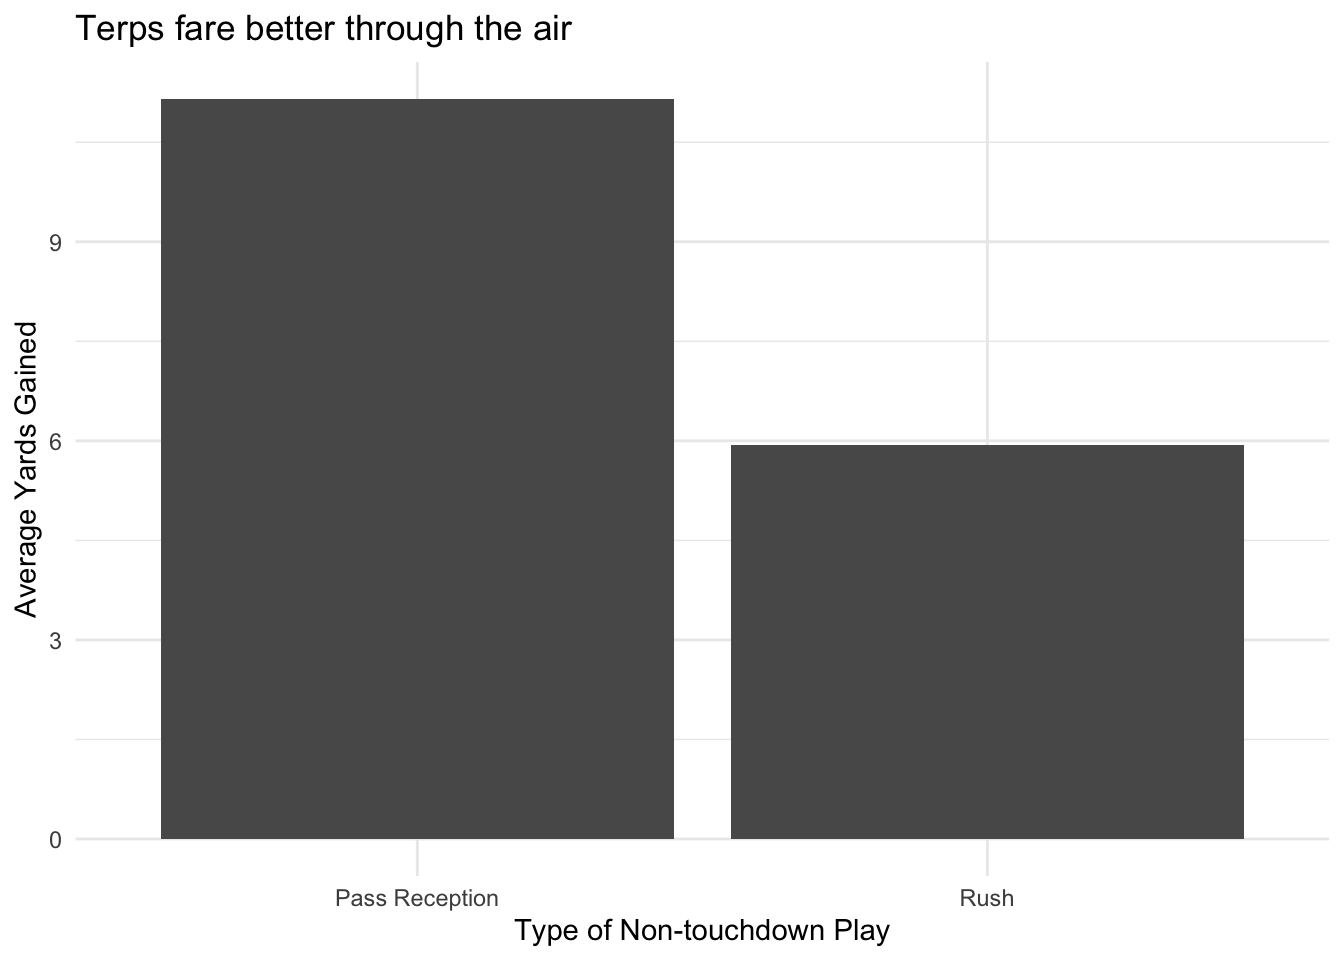 Terps fare better through the air
Average Yards Gained
9
6
3
0
Pass Reception
Rush
Type of Non-touchdown Play